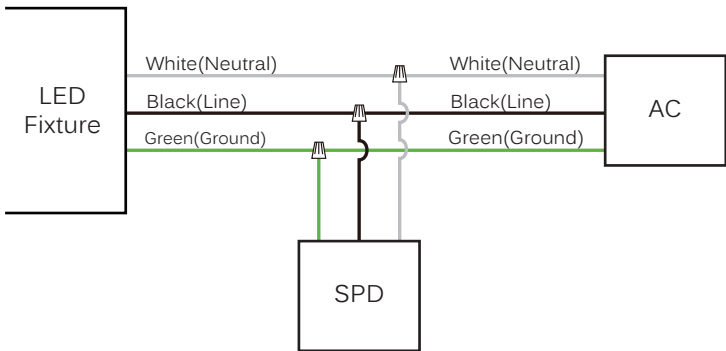 LED
Fixture
White(Neutral)
White(Neutral)
Black(Line)
Black(Line)
Green(Ground)
Green(Ground)
AC
SPD